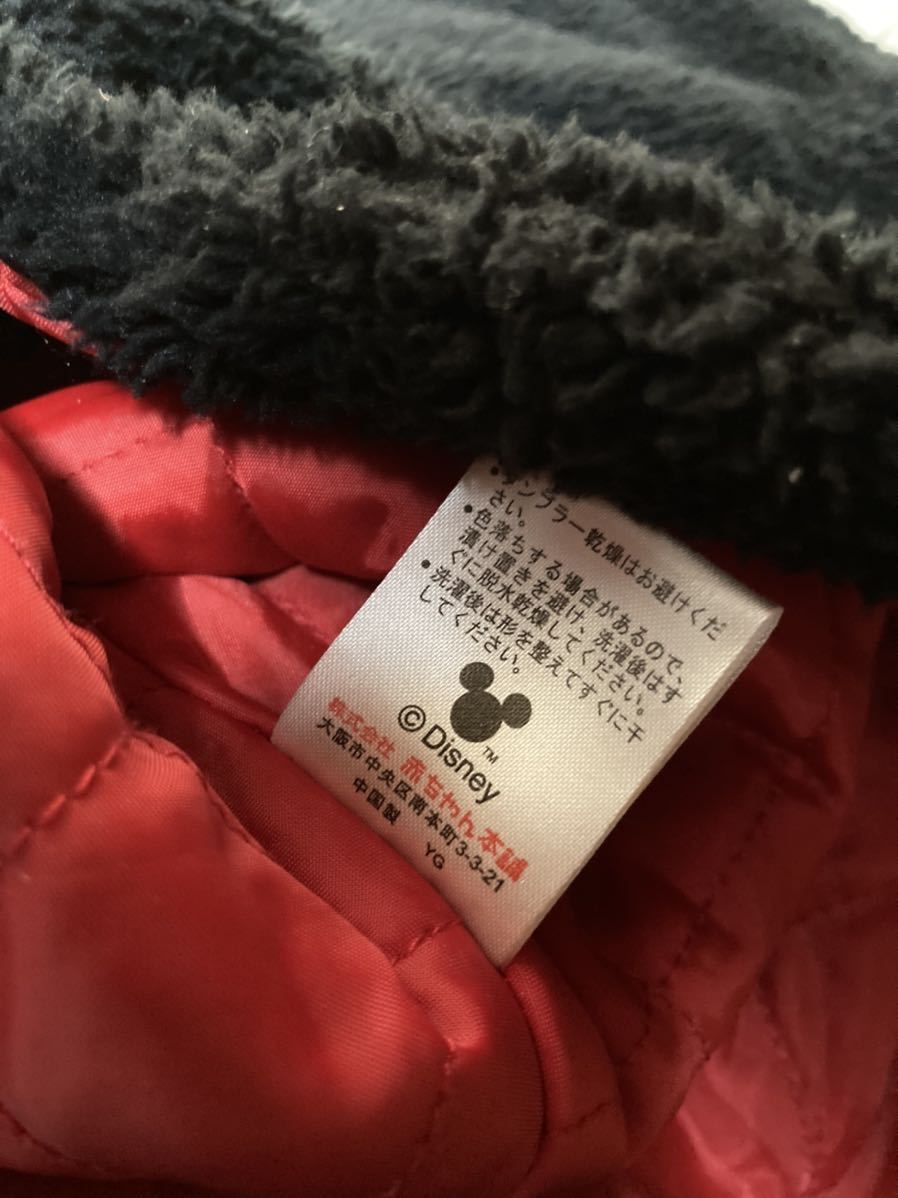 ・タンブラー乾燥はお避けくだ
さい。
・色落ちする場合があるので、
漬け置きを避け、洗濯後はす
ぐに脱水乾燥してください。
・洗濯後は形を整えてすぐに干
してください。
TM
©Disney
株式会社 赤ちゃん本舗
大阪市中央区南本町3-3-21
中国製 YG